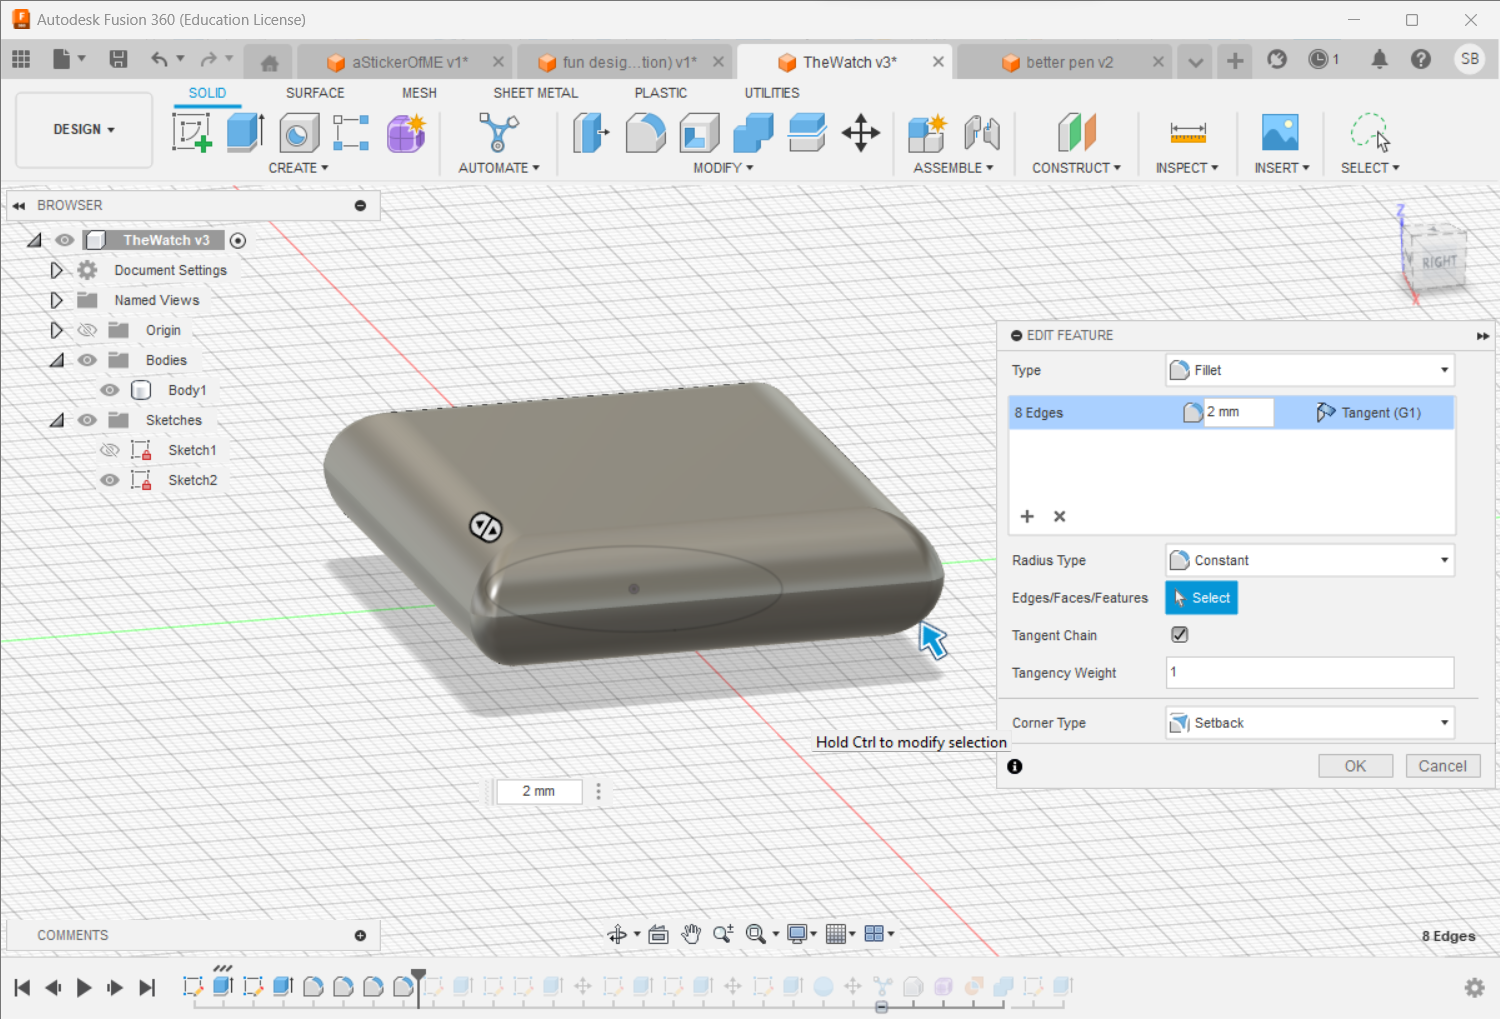 Autodesk Fusion 360 (Education License)
aStickerOfME v1*
fun desig...tion) v1*
TheWatch v3*
better pen v2
1
SB
SOLID
SURFACE
MESH
SHEET METAL
PLASTIC
UTILITIES
DESIGN
CREATE
AUTOMATE
MODIFY
ASSEMBLE
CONSTRUCT
INSPECT
INSERT
SELECT
BROWSER
TheWatch v3
Document Settings
Named Views
Origin
Bodies
Body1
Sketches
Sketch1
Sketch2
Z
RIGHT
X
EDIT FEATURE
Type
Fillet
8 Edges
2 mm
Tangent (G1)
Radius Type
Constant
Edges/Faces/Features
Select
Tangent Chain
Tangency Weight
1
Corner Type
Setback
OK
Cancel
Hold Ctrl to modify selection
2 mm
COMMENTS
8 Edges